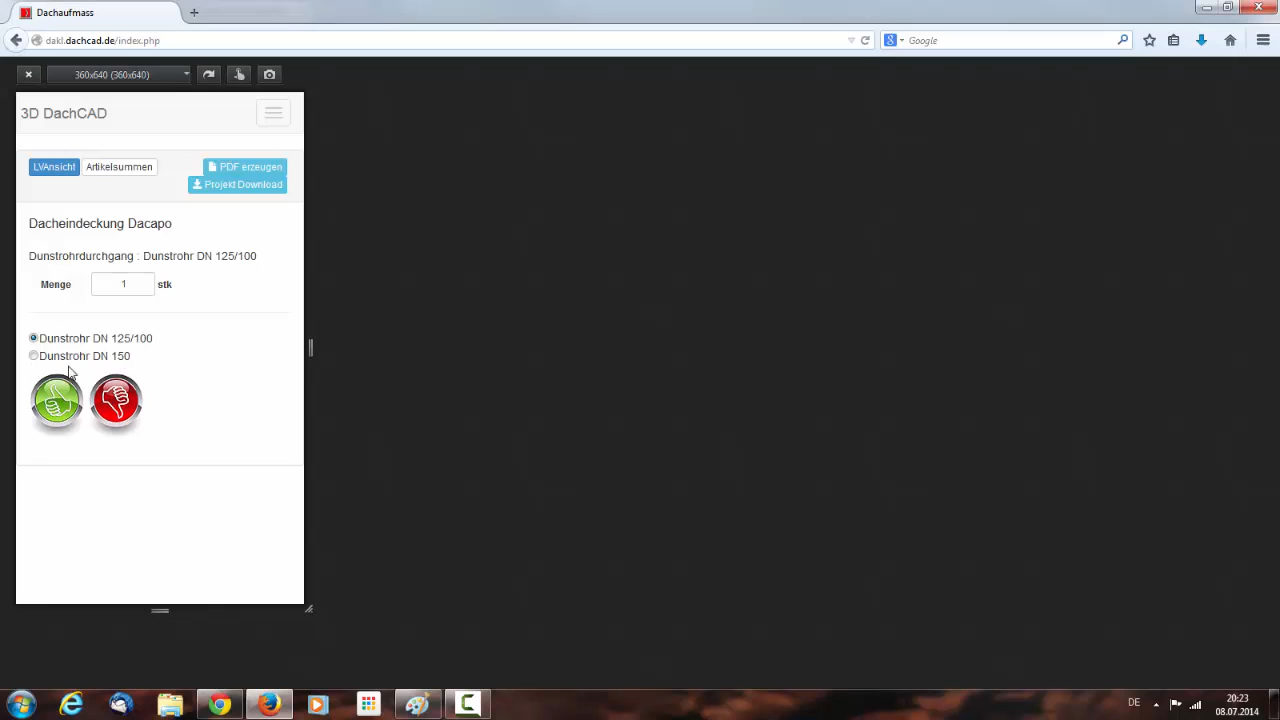 Dachaufmass
dakl.dachcad.de/index.php
Google
360x640 (360x640)
3D DachCAD
LVAnsicht
Artikelsummen
PDF erzeugen
Projekt Download
Dacheindeckung Dacapo
Dunstrohrdurchgang : Dunstrohr DN 125/100
Menge 1 stk
Dunstrohr DN 125/100
Dunstrohr DN 150
DE
20:23
08.07.2014